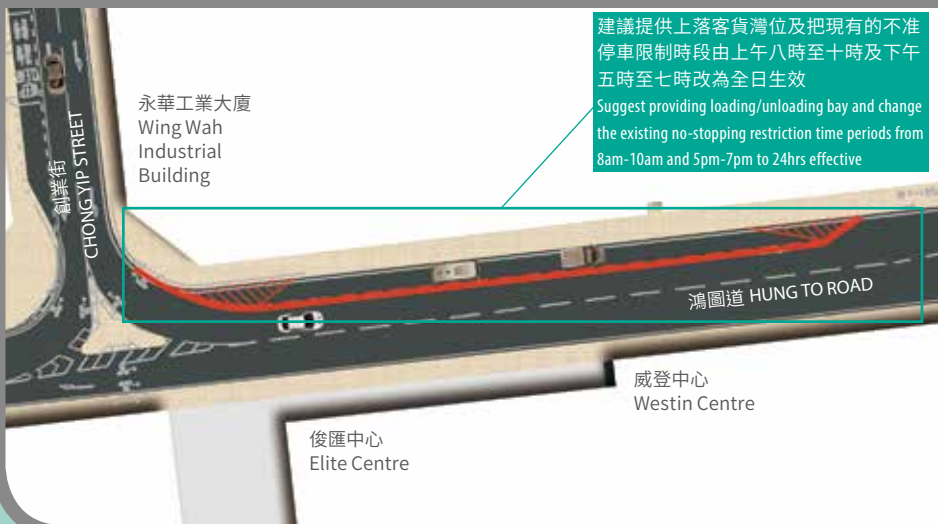 建議提供上落客貨灣位及把現有的不准
停車限制時段由上午八時至十時及下午
五時至七時改為全日生效
Suggest providing loading/unloading bay and change
the existing no-stopping restriction time periods from
8am-10am and 5pm-7pm to 24hrs effective
永華工業大廈
Wing Wah
Industrial
Building
創業街
CHONG YIP STREET
鴻圖道 HUNG TO ROAD
威登中心
Westin Centre
俊匯中心
Elite Centre